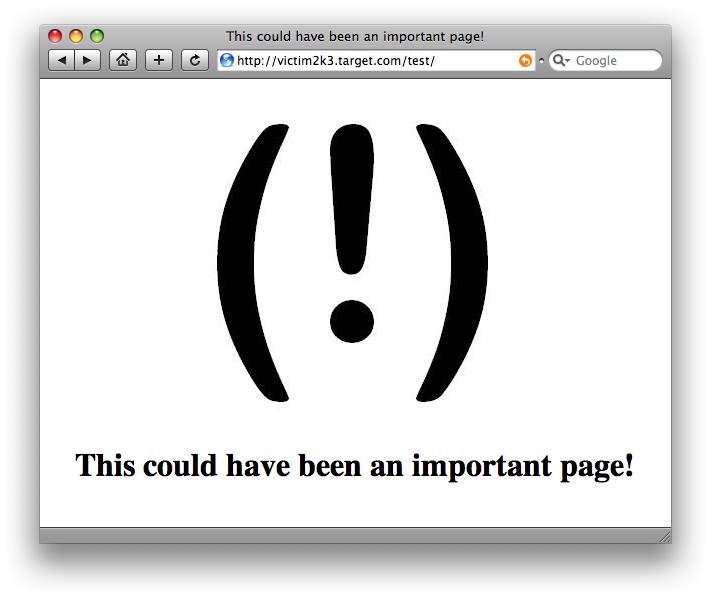 This could have been an important page!
http://victim2k3.target.com/test/
Google
(!)
This could have been an important page!